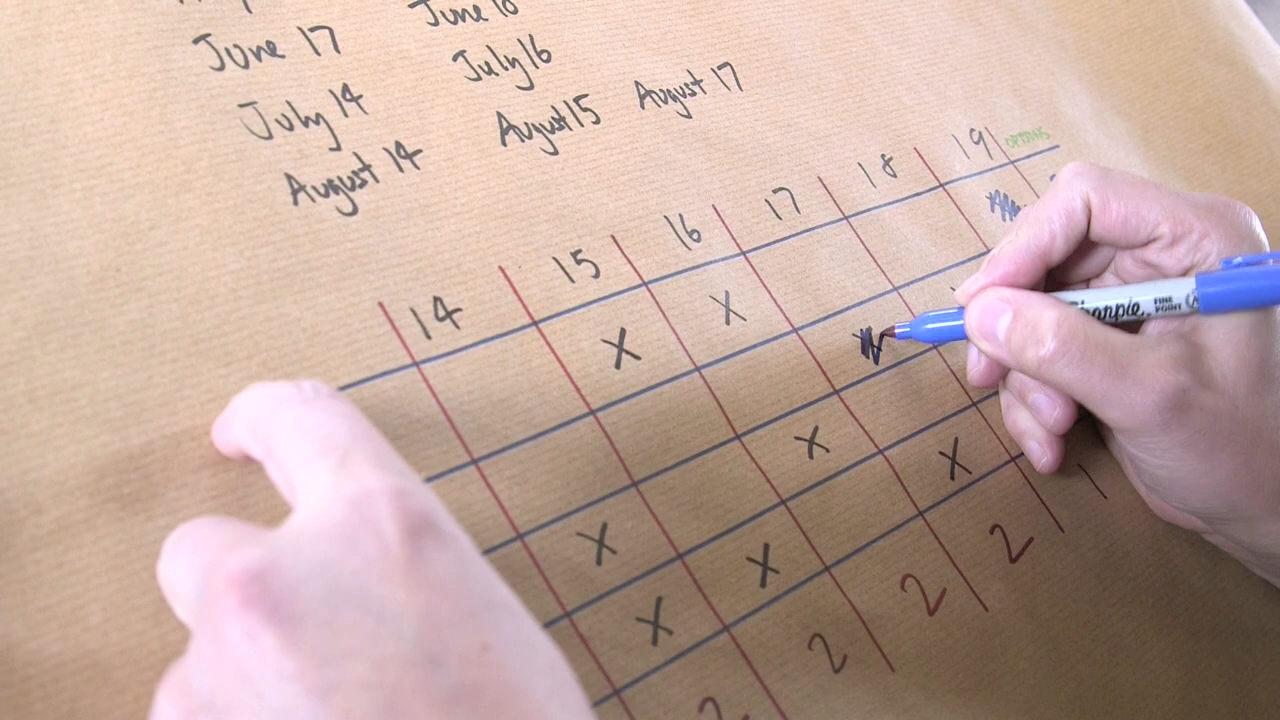 June 17 June 18
July 14 July 16
August 14 August 15 August 17
14 15 16 17 18 19 OPTIONS
X X
X
X X
X X
2 2 2 2 1
Sharpie. FINE POINT